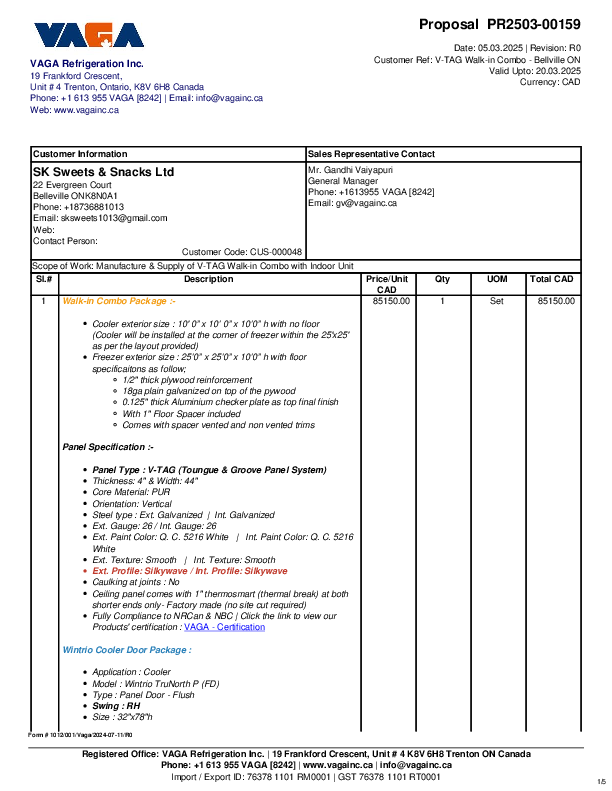 VAGA
Proposal PR2503-00159
Date: 05.03.2025 | Revision: R0
Customer Ref: V-TAG Walk-in Combo - Bellville ON
Valid Upto: 20.03.2025
Currency: CAD
VAGA Refrigeration Inc.
19 Frankford Crescent,
Unit # 4 Trenton, Ontario, K8V 6H8 Canada
Phone: +1 613 955 VAGA [8242] | Email: info@vagainc.ca
Web: www.vagainc.ca
Customer Information
SK Sweets & Snacks Ltd
22 Evergreen Court
Belleville ONK8N0A1
Phone: +18736881013
Email: sksweets1013@gmail.com
Web:
Contact Person:
Customer Code: CUS-000048
Sales Representative Contact
Mr. Gandhi Vaiyapuri
General Manager
Phone: +1613955 VAGA [8242]
Email: gv@vagainc.ca
Scope of Work: Manufacture & Supply of V-TAG Walk-in Combo with Indoor Unit
Sl.# Description Price/Unit CAD Qty UOM Total CAD
1 Walk-in Combo Package :- 85150.00 1 Set 85150.00
• Cooler exterior size : 10' 0" x 10' 0" x 10'0" h with no floor
(Cooler will be installed at the corner of freezer within the 25'x25'
as per the layout provided)
• Freezer exterior size : 25'0" x 25'0" x 10'0" h with floor
specificaitons as follow;
1/2" thick plywood reinforcement
18ga plain galvanized on top of the pywood
0.125" thick Aluminium checker plate as top final finish
With 1" Floor Spacer included
Comes with spacer vented and non vented trims
Panel Specification :-
• Panel Type : V-TAG (Toungue & Groove Panel System)
• Thickness: 4" & Width: 44"
• Core Material: PUR
• Orientation: Vertical
• Steel type : Ext. Galvanized | Int. Galvanized
• Ext. Gauge: 26 / Int. Gauge: 26
• Ext. Paint Color: Q. C. 5216 White | Int. Paint Color: Q. C. 5216
White
• Ext. Texture: Smooth | Int. Texture: Smooth
• Ext. Profile: Silkywave / Int. Profile: Silkywave
• Caulking at joints : No
• Ceiling panel comes with 1" thermosmart (thermal break) at both
shorter ends only- Factory made (no site cut required)
• Fully Compliance to NRCan & NBC | Click the link to view our
Products' certification : VAGA - Certification
Wintrio Cooler Door Package :
• Application : Cooler
• Model : Wintrio TruNorth P (FD)
• Type : Panel Door - Flush
• Swing : RH
• Size : 32"x78"h
Form # 1012/001/Vaga/2024-07-11/R0
Registered Office: VAGA Refrigeration Inc. | 19 Frankford Crescent, Unit # 4 K8V 6H8 Trenton ON Canada
Phone: +1 613 955 VAGA [8242] | www.vagainc.ca | info@vagainc.ca
Import / Export ID: 76378 1101 RM0001 | GST 76378 1101 RT0001
1/5